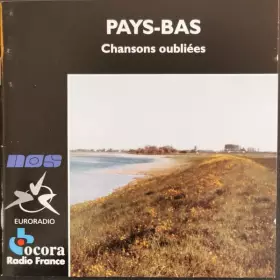 PAYS-BAS
Chansons oubliées
nos
EURORADIO
ocora
Radio France